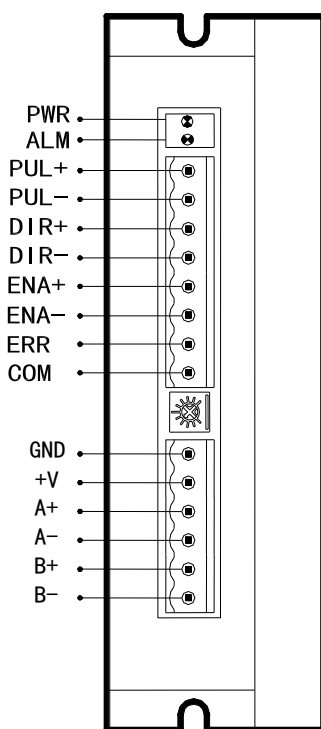 PWR
ALM
PUL+
PUL-
DIR+
DIR-
ENA+
ENA-
ERR
COM
GND
+V
A+
A-
B+
B-